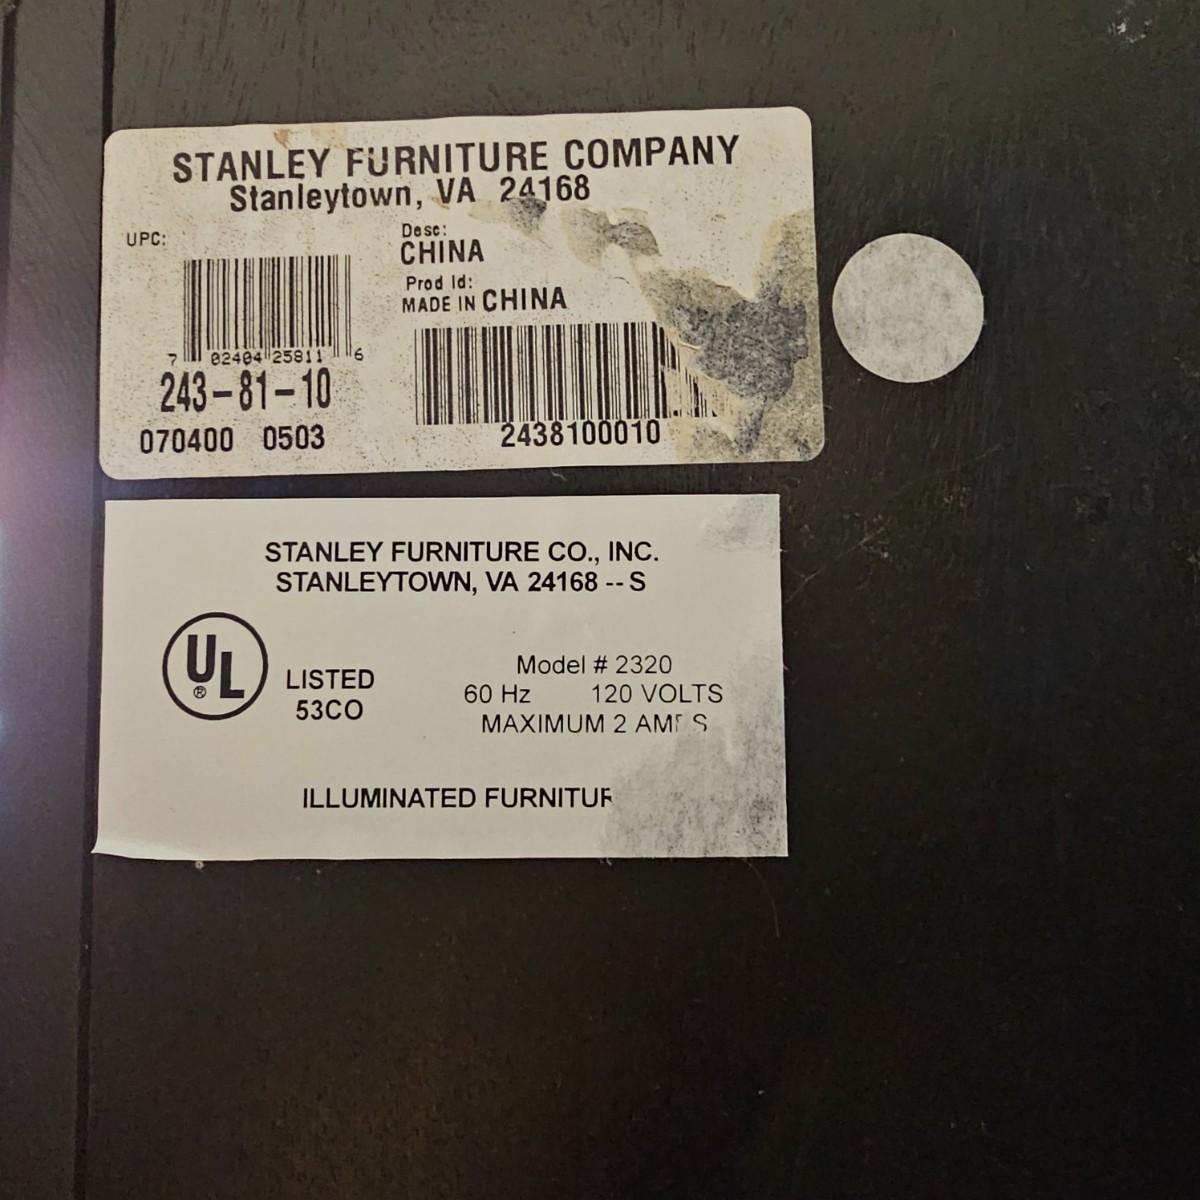 STANLEY FURNITURE COMPANY
Stanleytown, VA 24168
UPC:
Desc:
CHINA
Prod Id:
MADE IN CHINA
7 02404 25811 6
243-81-10
070400 0503
2438100010
STANLEY FURNITURE CO., INC.
STANLEYTOWN, VA 24168 -- S
UL
®
LISTED
53CO
Model # 2320
60 Hz 120 VOLTS
MAXIMUM 2 AMPS
ILLUMINATED FURNITUR